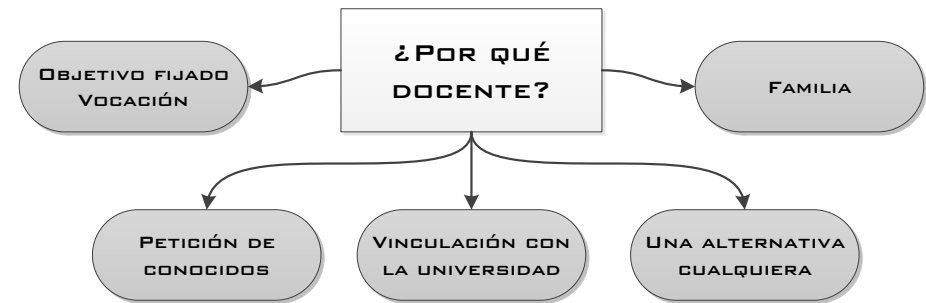 ¿Por qué
docente?
Objetivo fijado
Vocación
Familia
Petición de
conocidos
Vinculación con
la universidad
Una alternativa
cualquiera